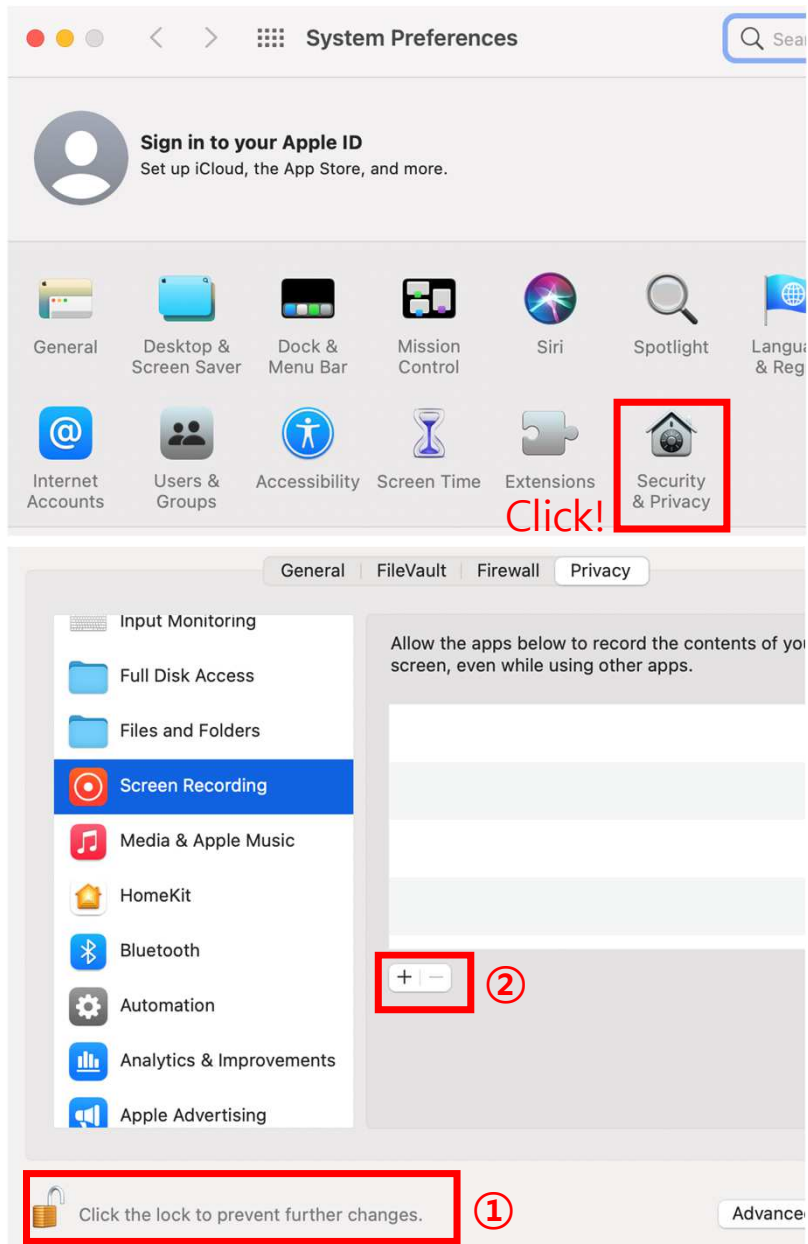 System Preferences
Sear
Sign in to your Apple ID
Set up iCloud, the App Store, and more.
General
Desktop &
Screen Saver
Dock &
Menu Bar
Mission
Control
Siri
Spotlight
Langua
& Reg
Internet
Accounts
Users &
Groups
Accessibility
Screen Time
Extensions
Security
& Privacy
Click!
General FileVault Firewall Privacy
Input Monitoring
Full Disk Access
Files and Folders
Screen Recording
Media & Apple Music
HomeKit
Bluetooth
Automation
Analytics & Improvements
Apple Advertising
Allow the apps below to record the contents of you
screen, even while using other apps.
+ −
②
Click the lock to prevent further changes.
①
Advance